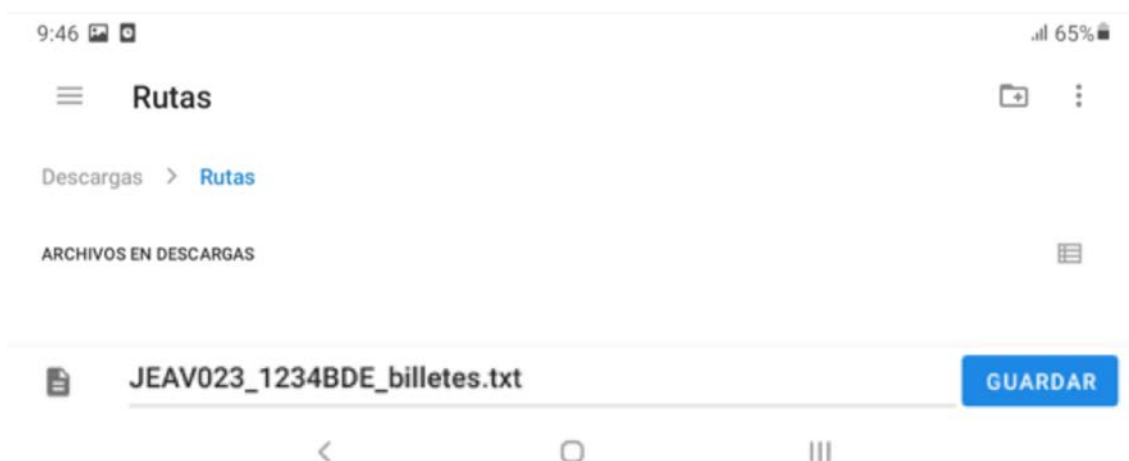 9:46 65%
Rutas
Descargas > Rutas
ARCHIVOS EN DESCARGAS
JEAV023_1234BDE_billetes.txt GUARDAR